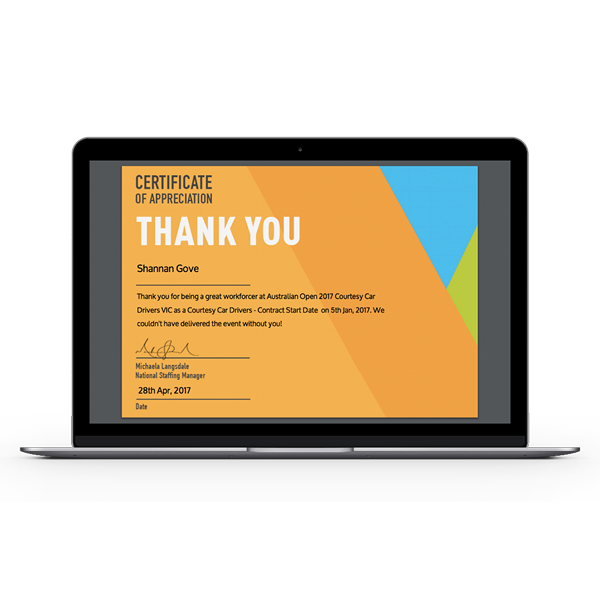 CERTIFICATE
OF APPRECIATION
THANK YOU
Shannan Gove
Thank you for being a great workforcer at Australian Open 2017 Courtesy Car
Drivers VIC as a Courtesy Car Drivers - Contract Start Date on 5th Jan, 2017. We
couldn't have delivered the event without you!
Michaela Langsdale
National Staffing Manager
28th Apr, 2017
Date